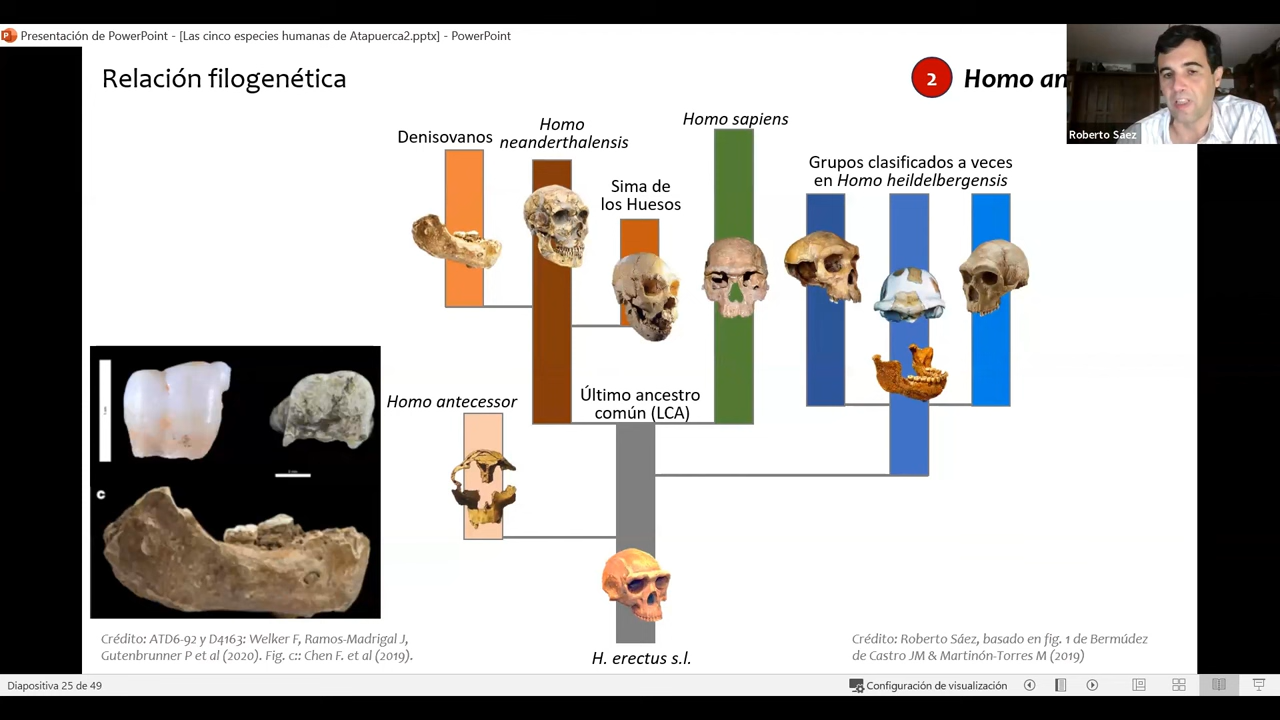 Presentación de PowerPoint - [Las cinco especies humanas de Atapuerca2.pptx] - PowerPoint
Relación filogenética
2
Homo an
Roberto Sáez
Denisovanos
Homo
neanderthalensis
Sima de
los Huesos
Homo sapiens
Grupos clasificados a veces
en Homo heildelbergensis
Homo antecessor
Último ancestro
común (LCA)
H. erectus s.l.
c
Crédito: ATD6-92 y D4163: Welker F, Ramos-Madrigal J,
Gutenbrunner P et al (2020). Fig. c:: Chen F. et al (2019).
Crédito: Roberto Sáez, basado en fig. 1 de Bermúdez
de Castro JM & Martinón-Torres M (2019)
Diapositiva 25 de 49
Configuración de visualización